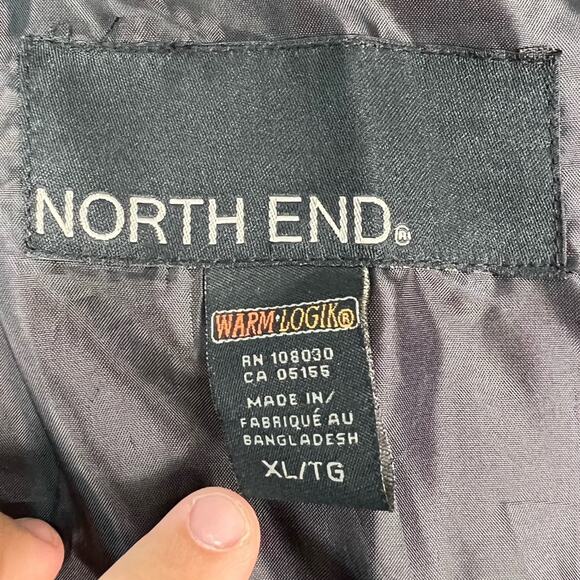 NORTH END®
WARM·LOGIK®
RN 108030
CA 05155
MADE IN/
FABRIQUÉ AU
BANGLADESH
XL/TG